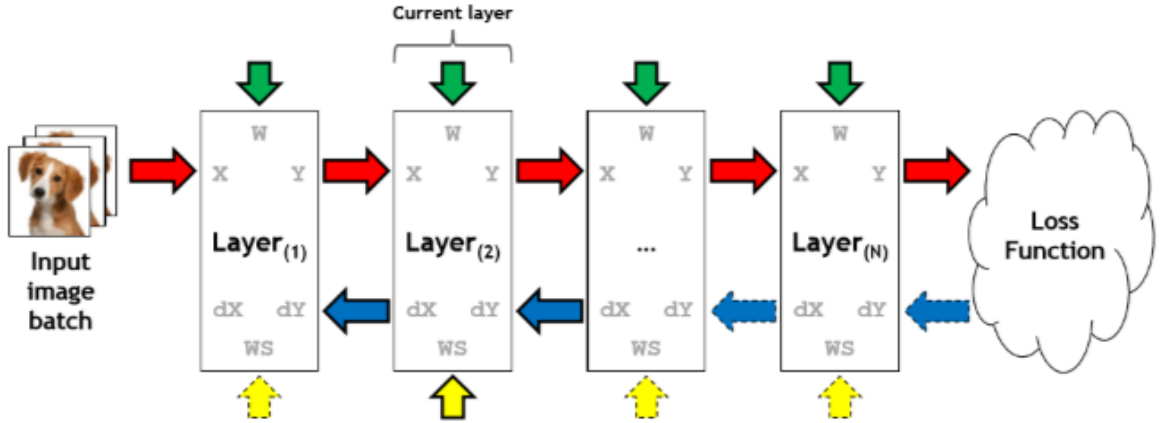 Current layer
W
W
W
W
X Y
X Y
X Y
X Y
Layer(1)
Layer(2)
...
Layer(N)
Loss
Function
Input
image
batch
dX dY
dX dY
dX dY
dX dY
WS
WS
WS
WS